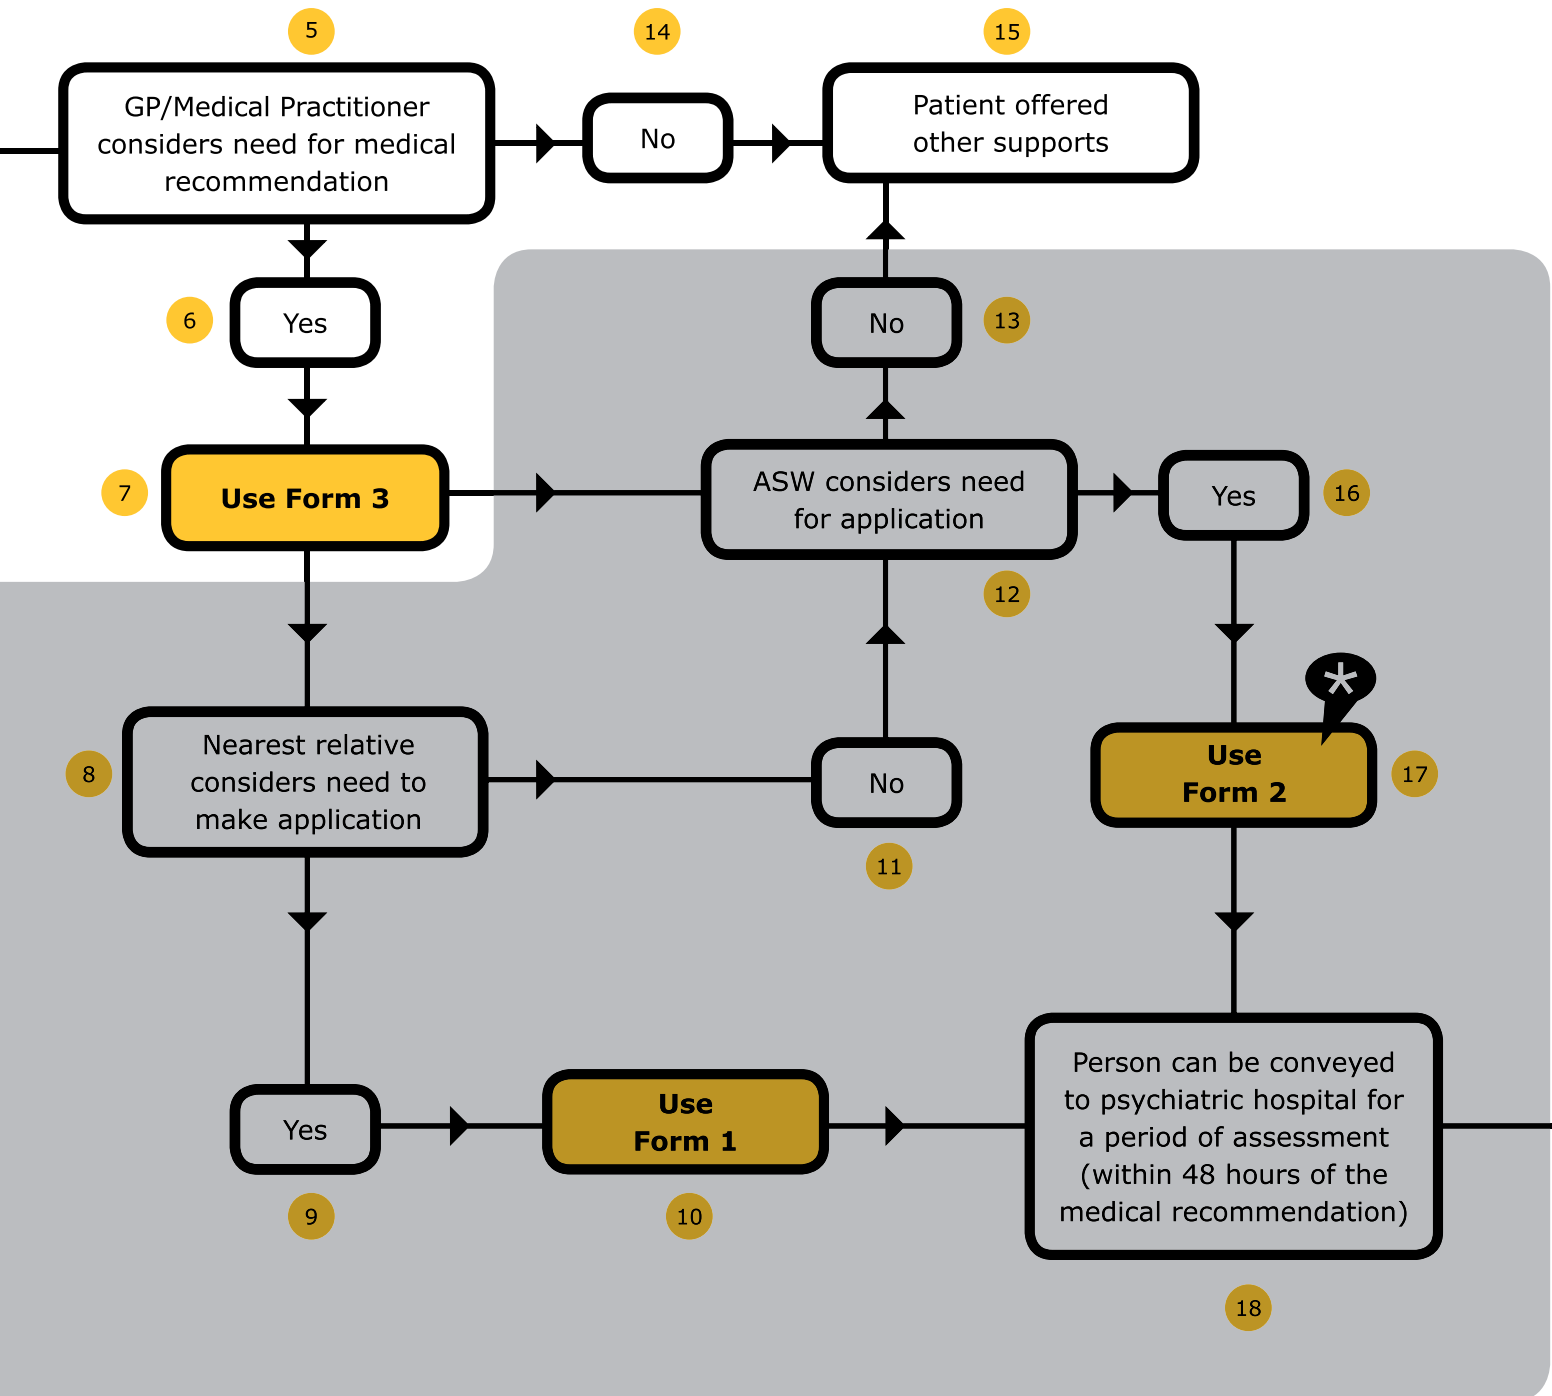 5
14
15
GP/Medical Practitioner
considers need for medical
recommendation
No
Patient offered
other supports
6
Yes
No
13
7
Use Form 3
ASW considers need
for application
Yes
16
12
*
8
Nearest relative
considers need to
make application
No
11
Use
Form 2
17
Yes
9
Use
Form 1
10
Person can be conveyed
to psychiatric hospital for
a period of assessment
(within 48 hours of the
medical recommendation)
18